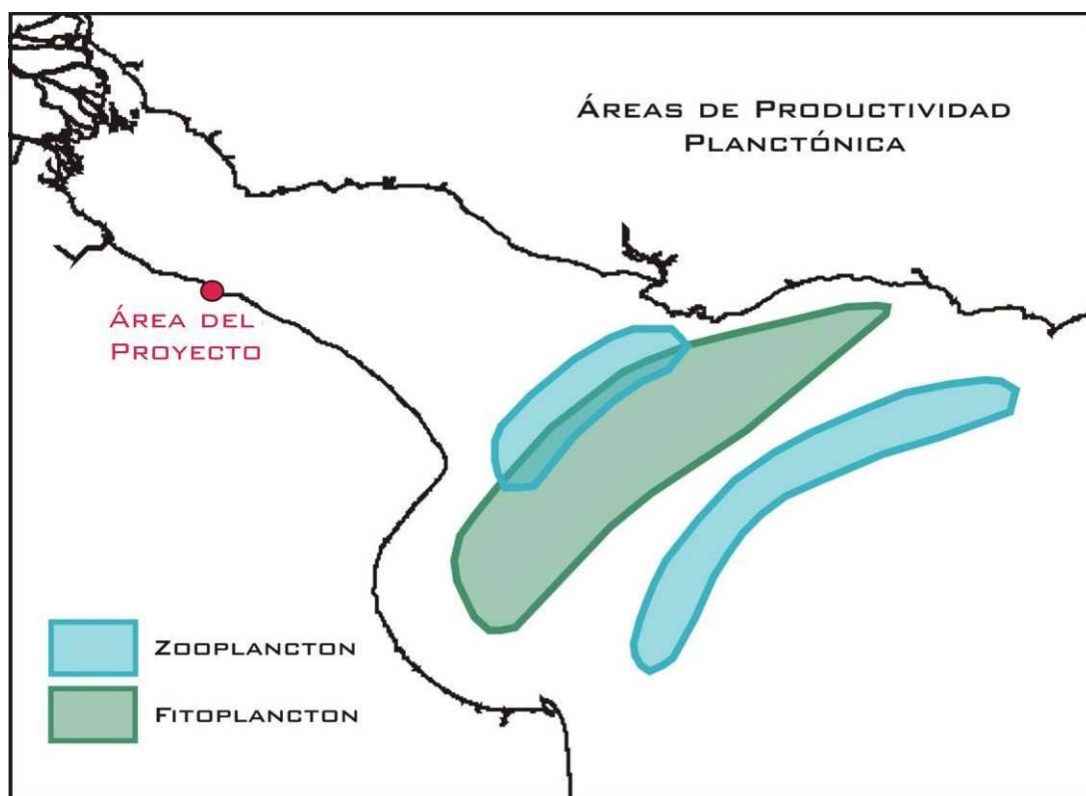 ÁREAS DE PRODUCTIVIDAD
PLANCTÓNICA
ÁREA DEL
PROYECTO
ZOOPLANCTON
FITOPLANCTON